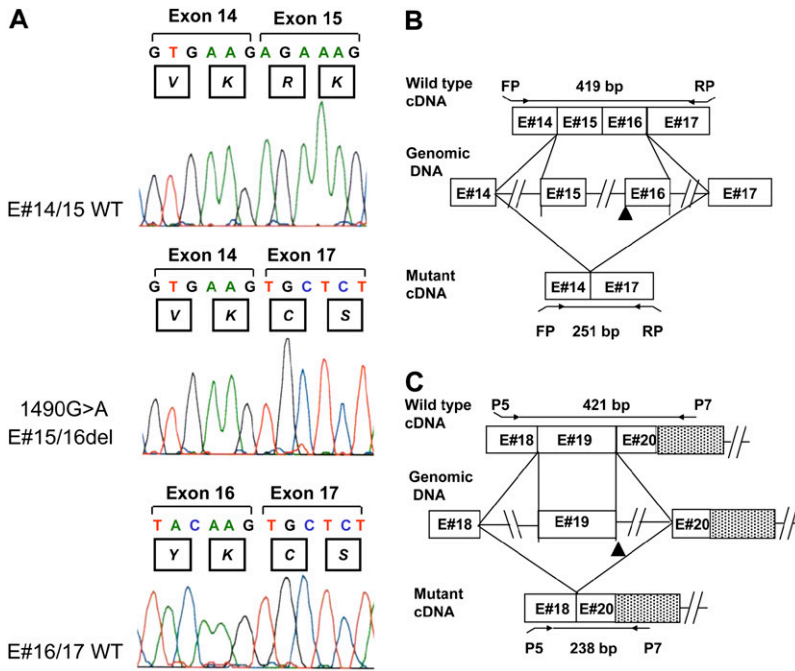 A
Exon 14 Exon 15
G T G A A G A G A A A G
V K R K
E#14/15 WT
Exon 14 Exon 17
G T G A A G T G C T C T
V K C S
1490G>A
E#15/16del
Exon 16 Exon 17
T A C A A G T G C T C T
Y K C S
E#16/17 WT
B
Wild type
cDNA
FP 419 bp RP
E#14 E#15 E#16 E#17
Genomic
DNA
E#14 E#15 E#16 E#17
Mutant
cDNA
E#14 E#17
FP 251 bp RP
C
Wild type
cDNA
P5 421 bp P7
E#18 E#19 E#20
Genomic
DNA
E#18 E#19 E#20
Mutant
cDNA
E#18 E#20
P5 238 bp P7